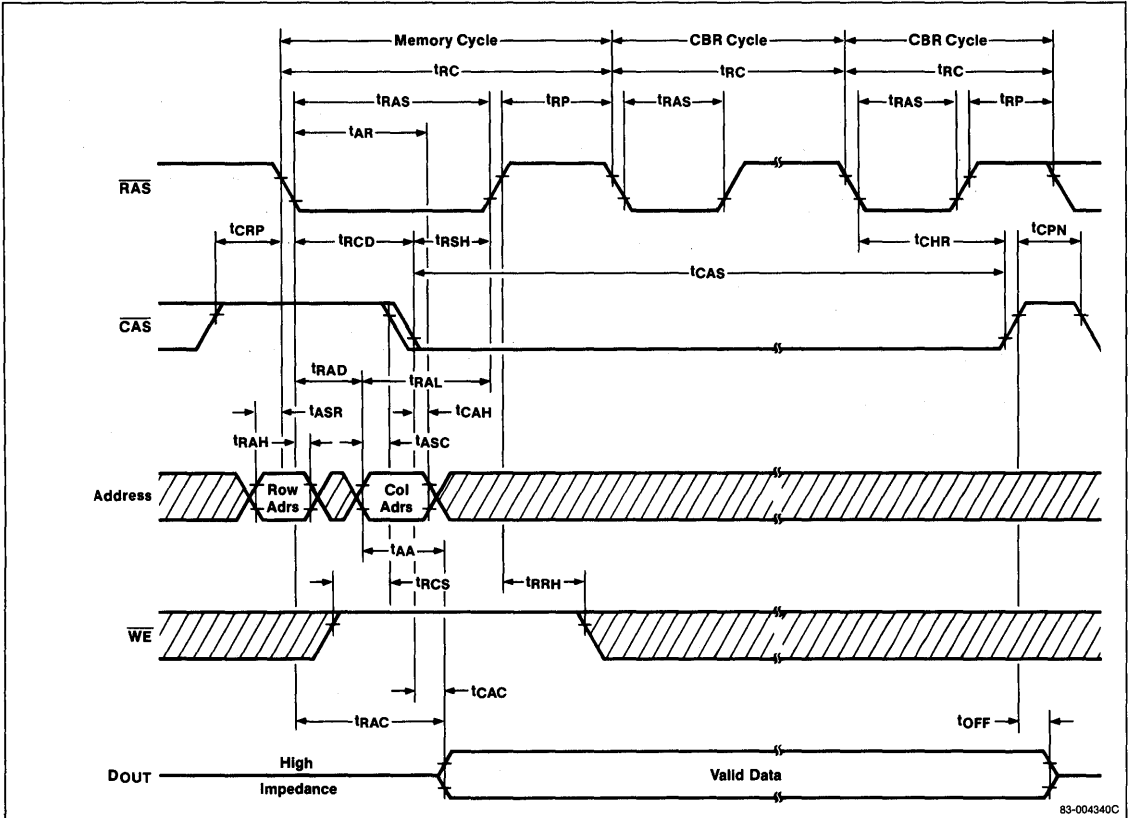 Memory Cycle CBR Cycle CBR Cycle
tRC tRC tRC
tRAS tRP tRAS tRAS tRP
tAR
RAS
tCRP tRCD tRSH tCHR tCPN
tCAS
CAS
tRAD tRAL
tASR tCAH
tRAH tASC
Address Row Adrs Col Adrs
tAA
tRCS tRRH
WE
tCAC
tRAC tOFF
DOUT High Impedance Valid Data
83-004340C